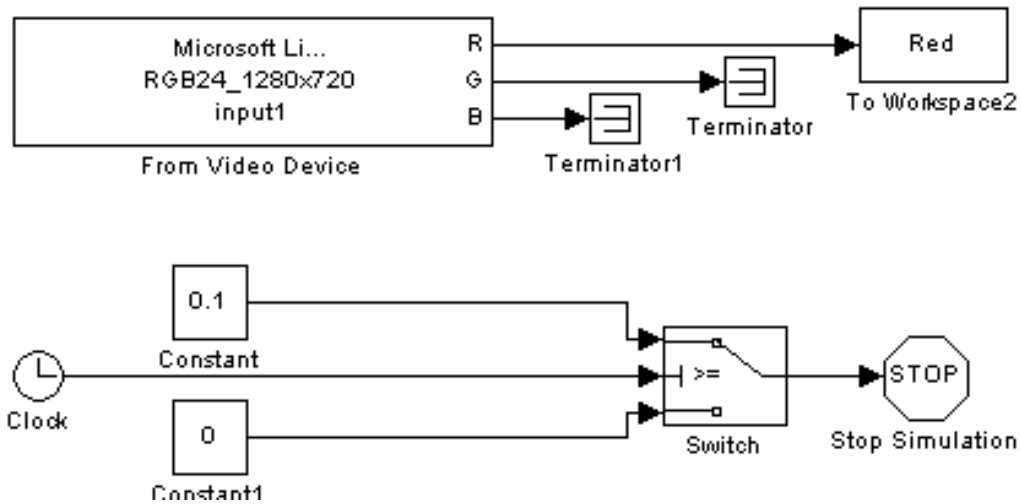 Microsoft Li...
RGB24_1280x720
input1
R
G
B
From Video Device
Terminator1
Terminator
Red
To Workspace2
0.1
Constant
Clock
0
Constant1
>=
Switch
STOP
Stop Simulation